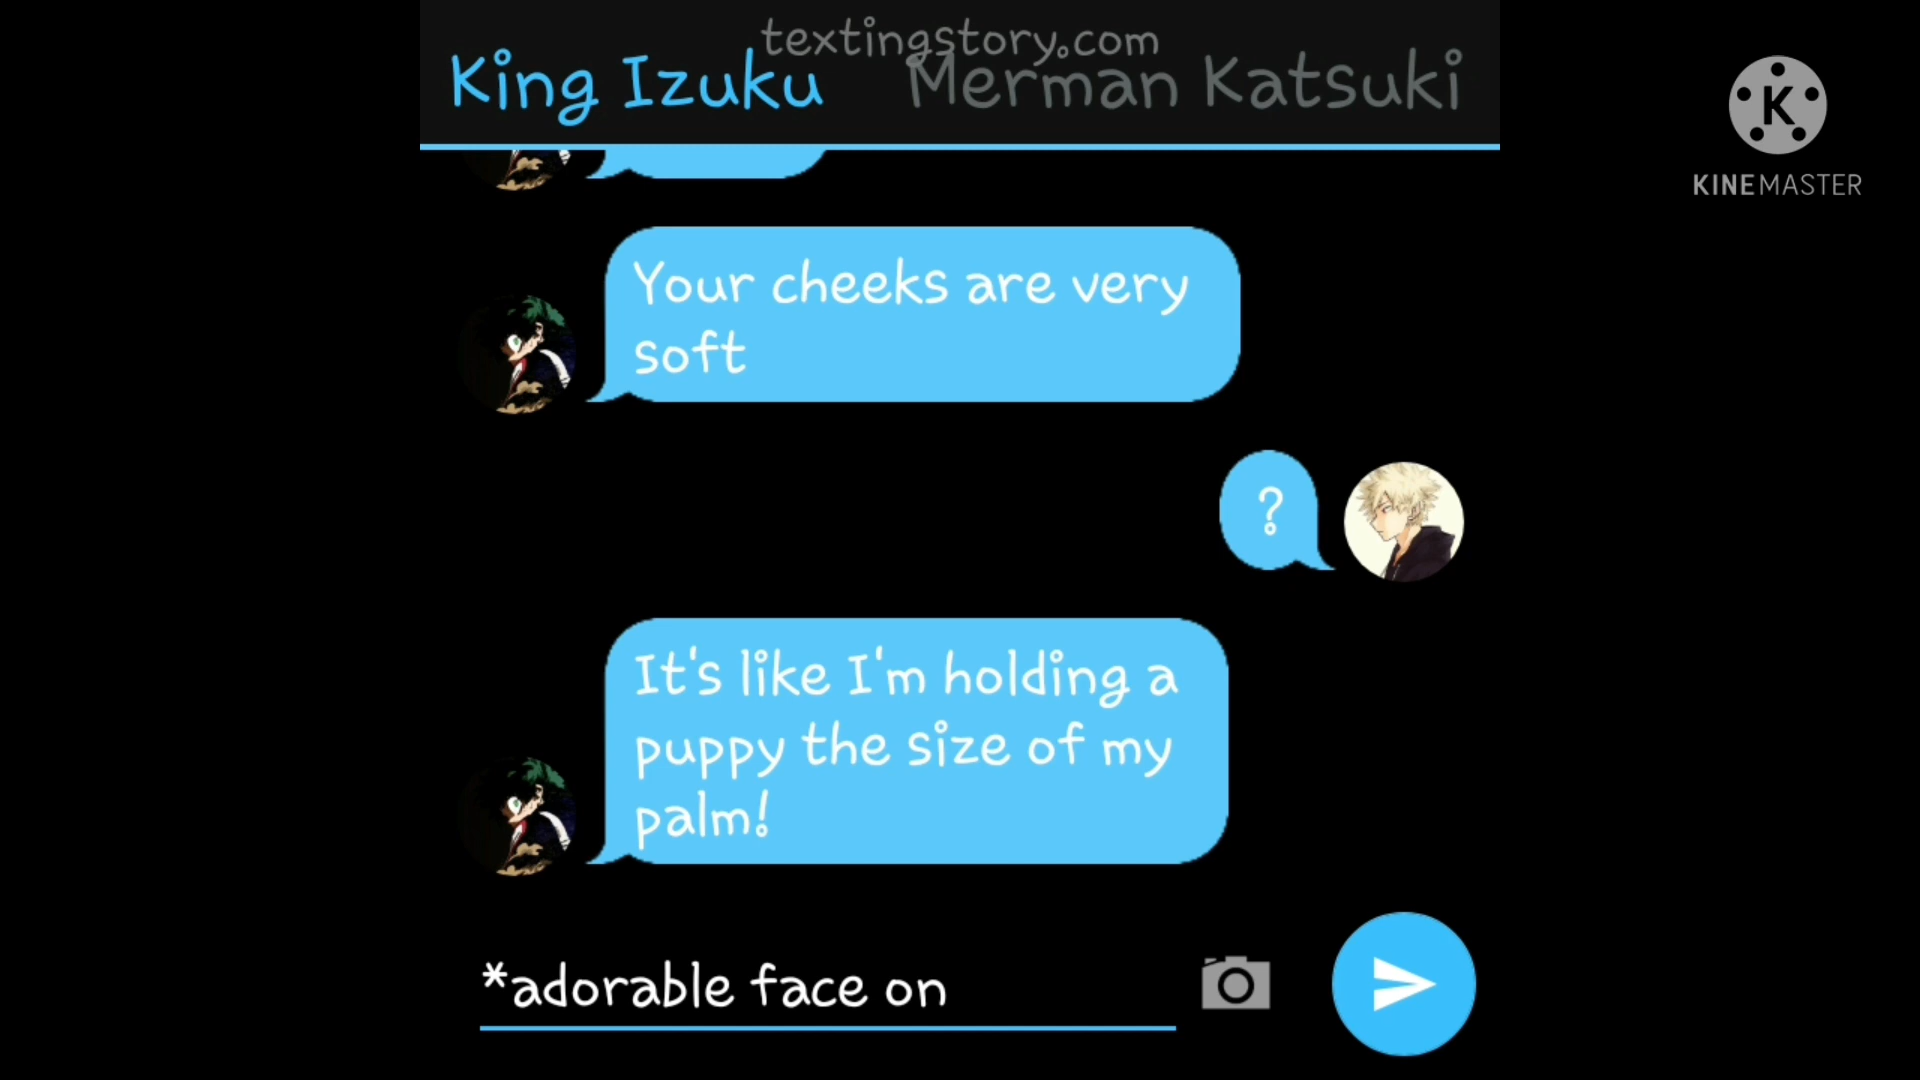 textingstory.com
King Izuku Merman Katsuki
K
KINEMASTER
Your cheeks are very
soft
?
It's like I'm holding a
puppy the size of my
palm!
*adorable face on